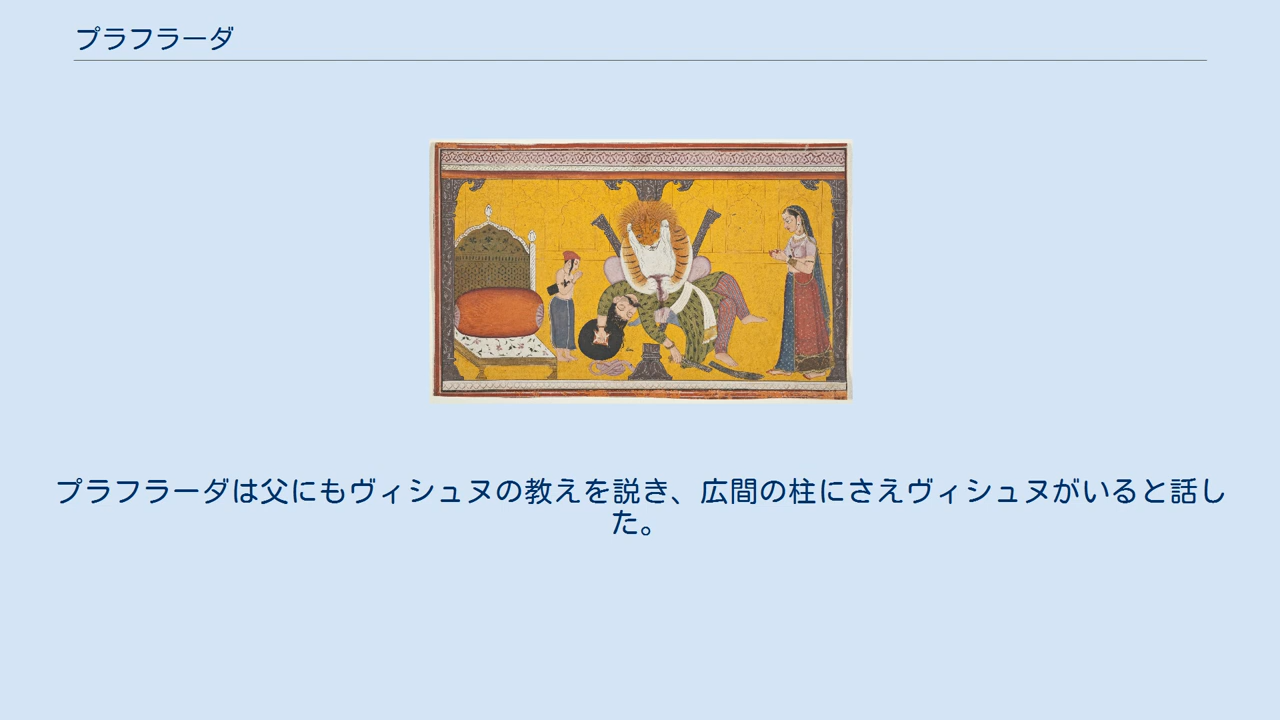 プラフラーダ
プラフラーダは父にもヴィシュヌの教えを説き、広間の柱にさえヴィシュヌがいると話し
た。